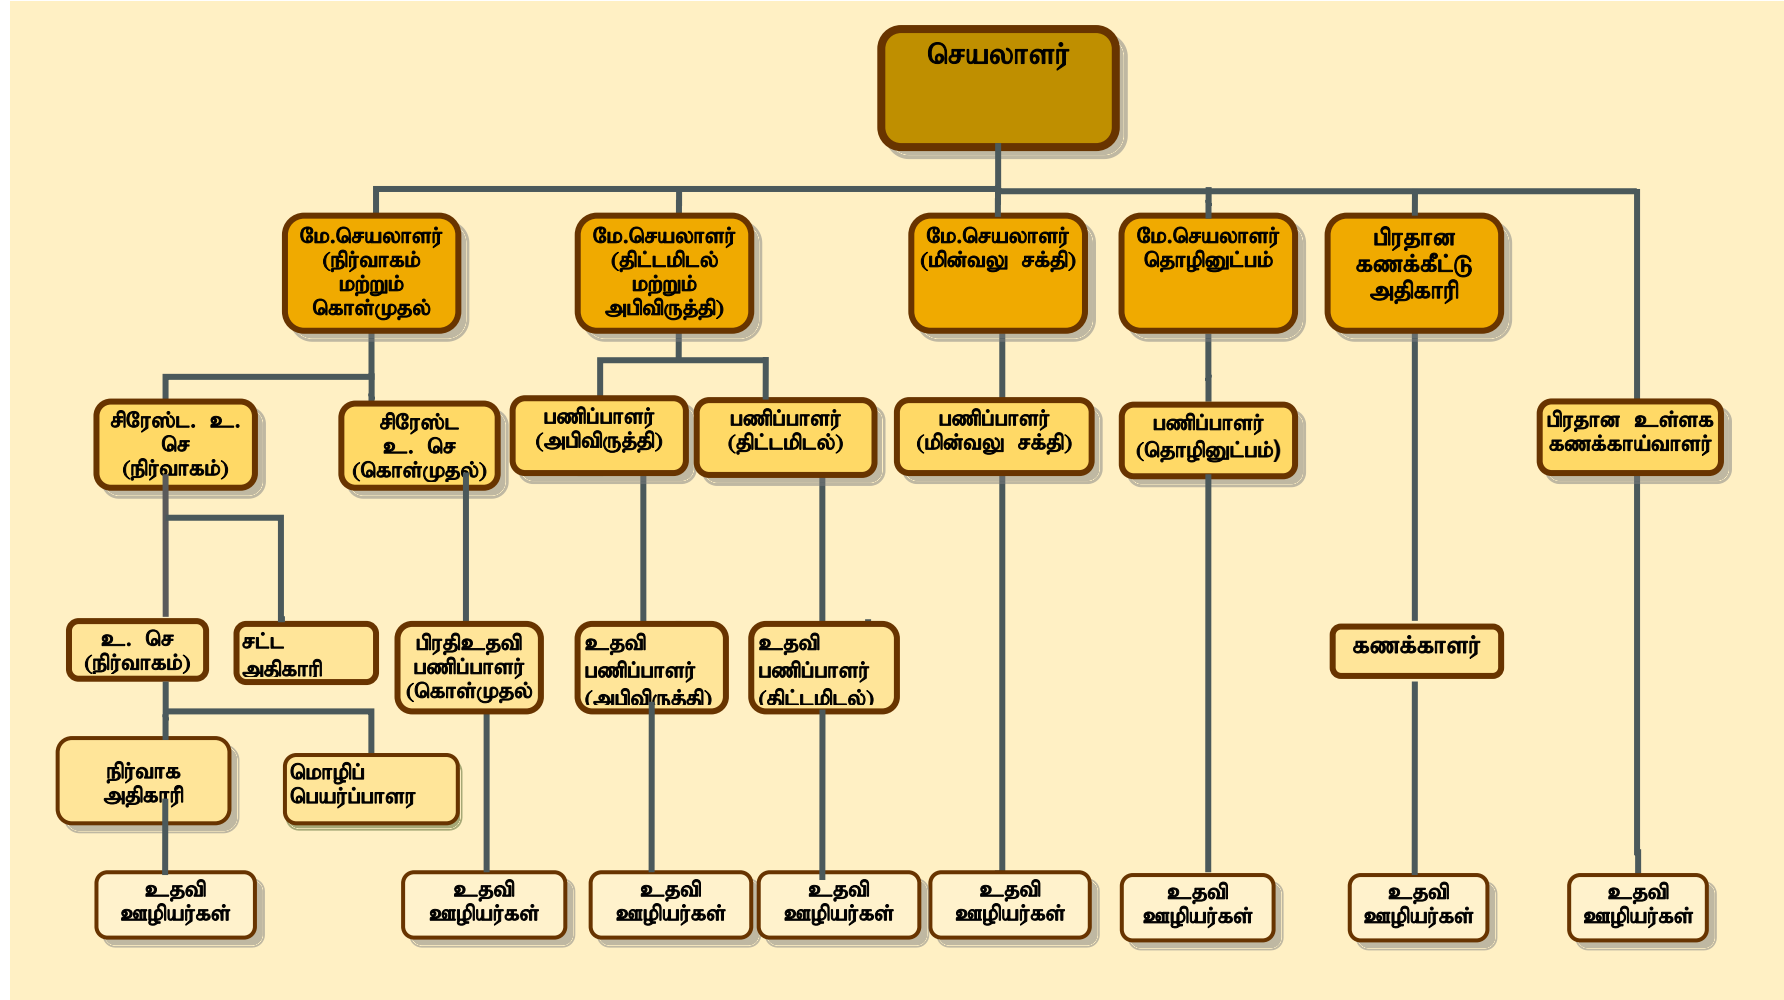 செயலாளர்
மே.செயலாளர்
(நிர்வாகம்
மற்றும்
கொள்முதல்
மே.செயலாளர்
(திட்டமிடல்
மற்றும்
அபிவிருத்தி)
மே.செயலாளர்
(மின்வலு சக்தி)
மே.செயலாளர்
தொழினுட்பம்
பிரதான
கணக்கீட்டு
அதிகாரி
சிரேஸ்ட. உ.
செ
(நிர்வாகம்)
சிரேஸ்ட
உ. செ
(கொள்முதல்)
பணிப்பாளர்
(அபிவிருத்தி)
பணிப்பாளர்
(திட்டமிடல்)
பணிப்பாளர்
(மின்வலு சக்தி)
பணிப்பாளர்
(தொழினுட்பம்)
பிரதான உள்ளக
கணக்காய்வாளர்
உ. செ
(நிர்வாகம்)
சட்ட
அதிகாரி
பிரதிஉதவி
பணிப்பாளர்
(கொள்முதல்
உதவி
பணிப்பாளர்
(அபிவிருத்தி)
உதவி
பணிப்பாளர்
(திட்டமிடல்)
கணக்காளர்
நிர்வாக
அதிகாரி
மொழிப்
பெயர்ப்பாளர
உதவி
ஊழியர்கள்
உதவி
ஊழியர்கள்
உதவி
ஊழியர்கள்
உதவி
ஊழியர்கள்
உதவி
ஊழியர்கள்
உதவி
ஊழியர்கள்
உதவி
ஊழியர்கள்
உதவி
ஊழியர்கள்